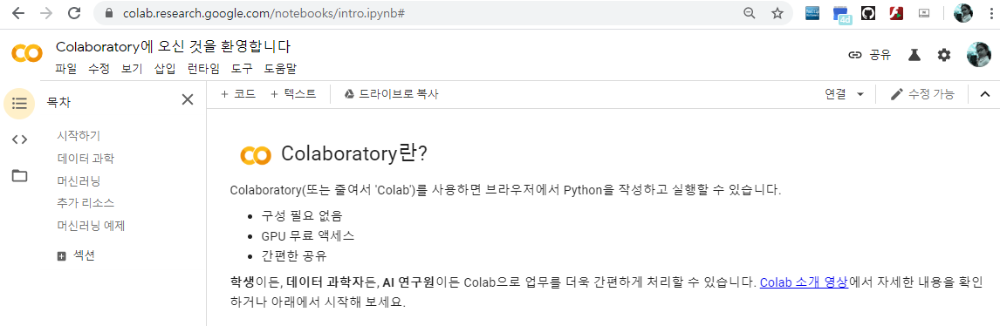 colab.research.google.com/notebooks/intro.ipynb#
4d
Colaboratory에 오신 것을 환영합니다
파일 수정 보기 삽입 런타임 도구 도움말
공유
목차
+ 코드 + 텍스트 드라이브로 복사
연결 수정 가능
시작하기
데이터 과학
머신러닝
추가 리소스
머신러닝 예제
섹션
Colaboratory란?
Colaboratory(또는 줄여서 'Colab')를 사용하면 브라우저에서 Python을 작성하고 실행할 수 있습니다.
• 구성 필요 없음
• GPU 무료 액세스
• 간편한 공유
학생이든, 데이터 과학자든, AI 연구원이든 Colab으로 업무를 더욱 간편하게 처리할 수 있습니다. Colab 소개 영상에서 자세한 내용을 확인
하거나 아래에서 시작해 보세요.